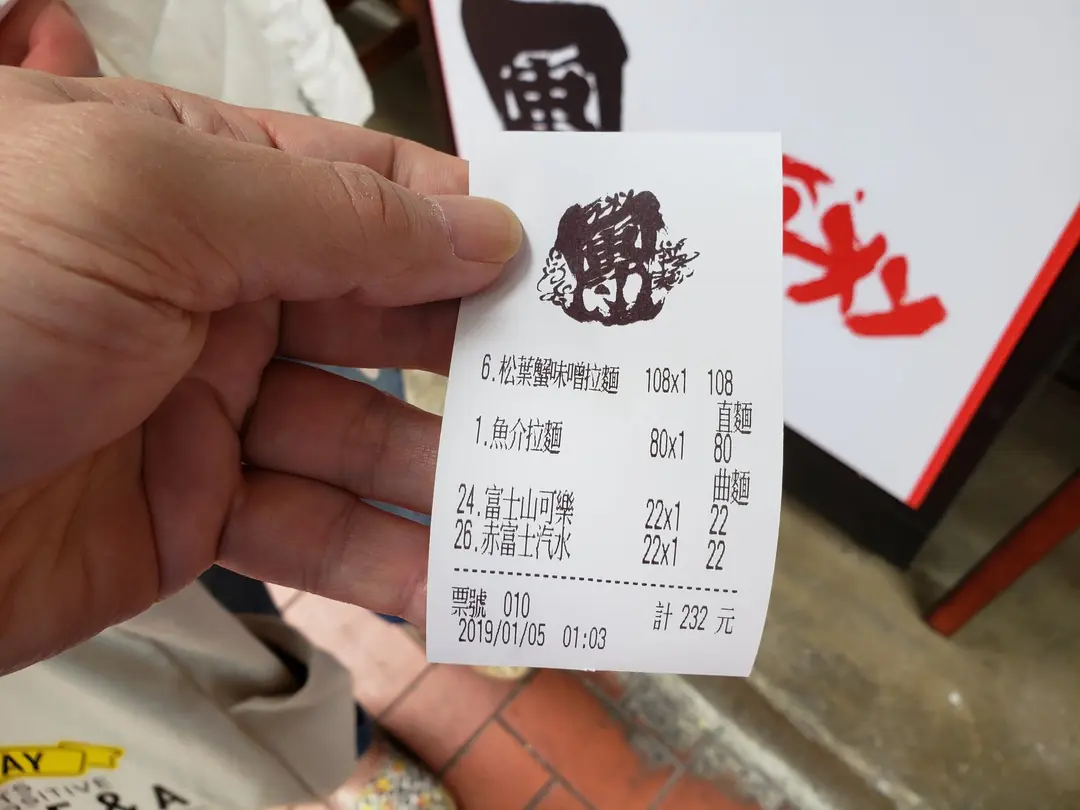 6.松葉蟹味噌拉麵 108x1 108
直麵
1.魚介拉麵 80x1 80
曲麵
24.富士山可樂 22x1 22
26.赤富士汽水 22x1 22
票號 010 計 232 元
2019/01/05 01:03
AY
POSITIVE
& A